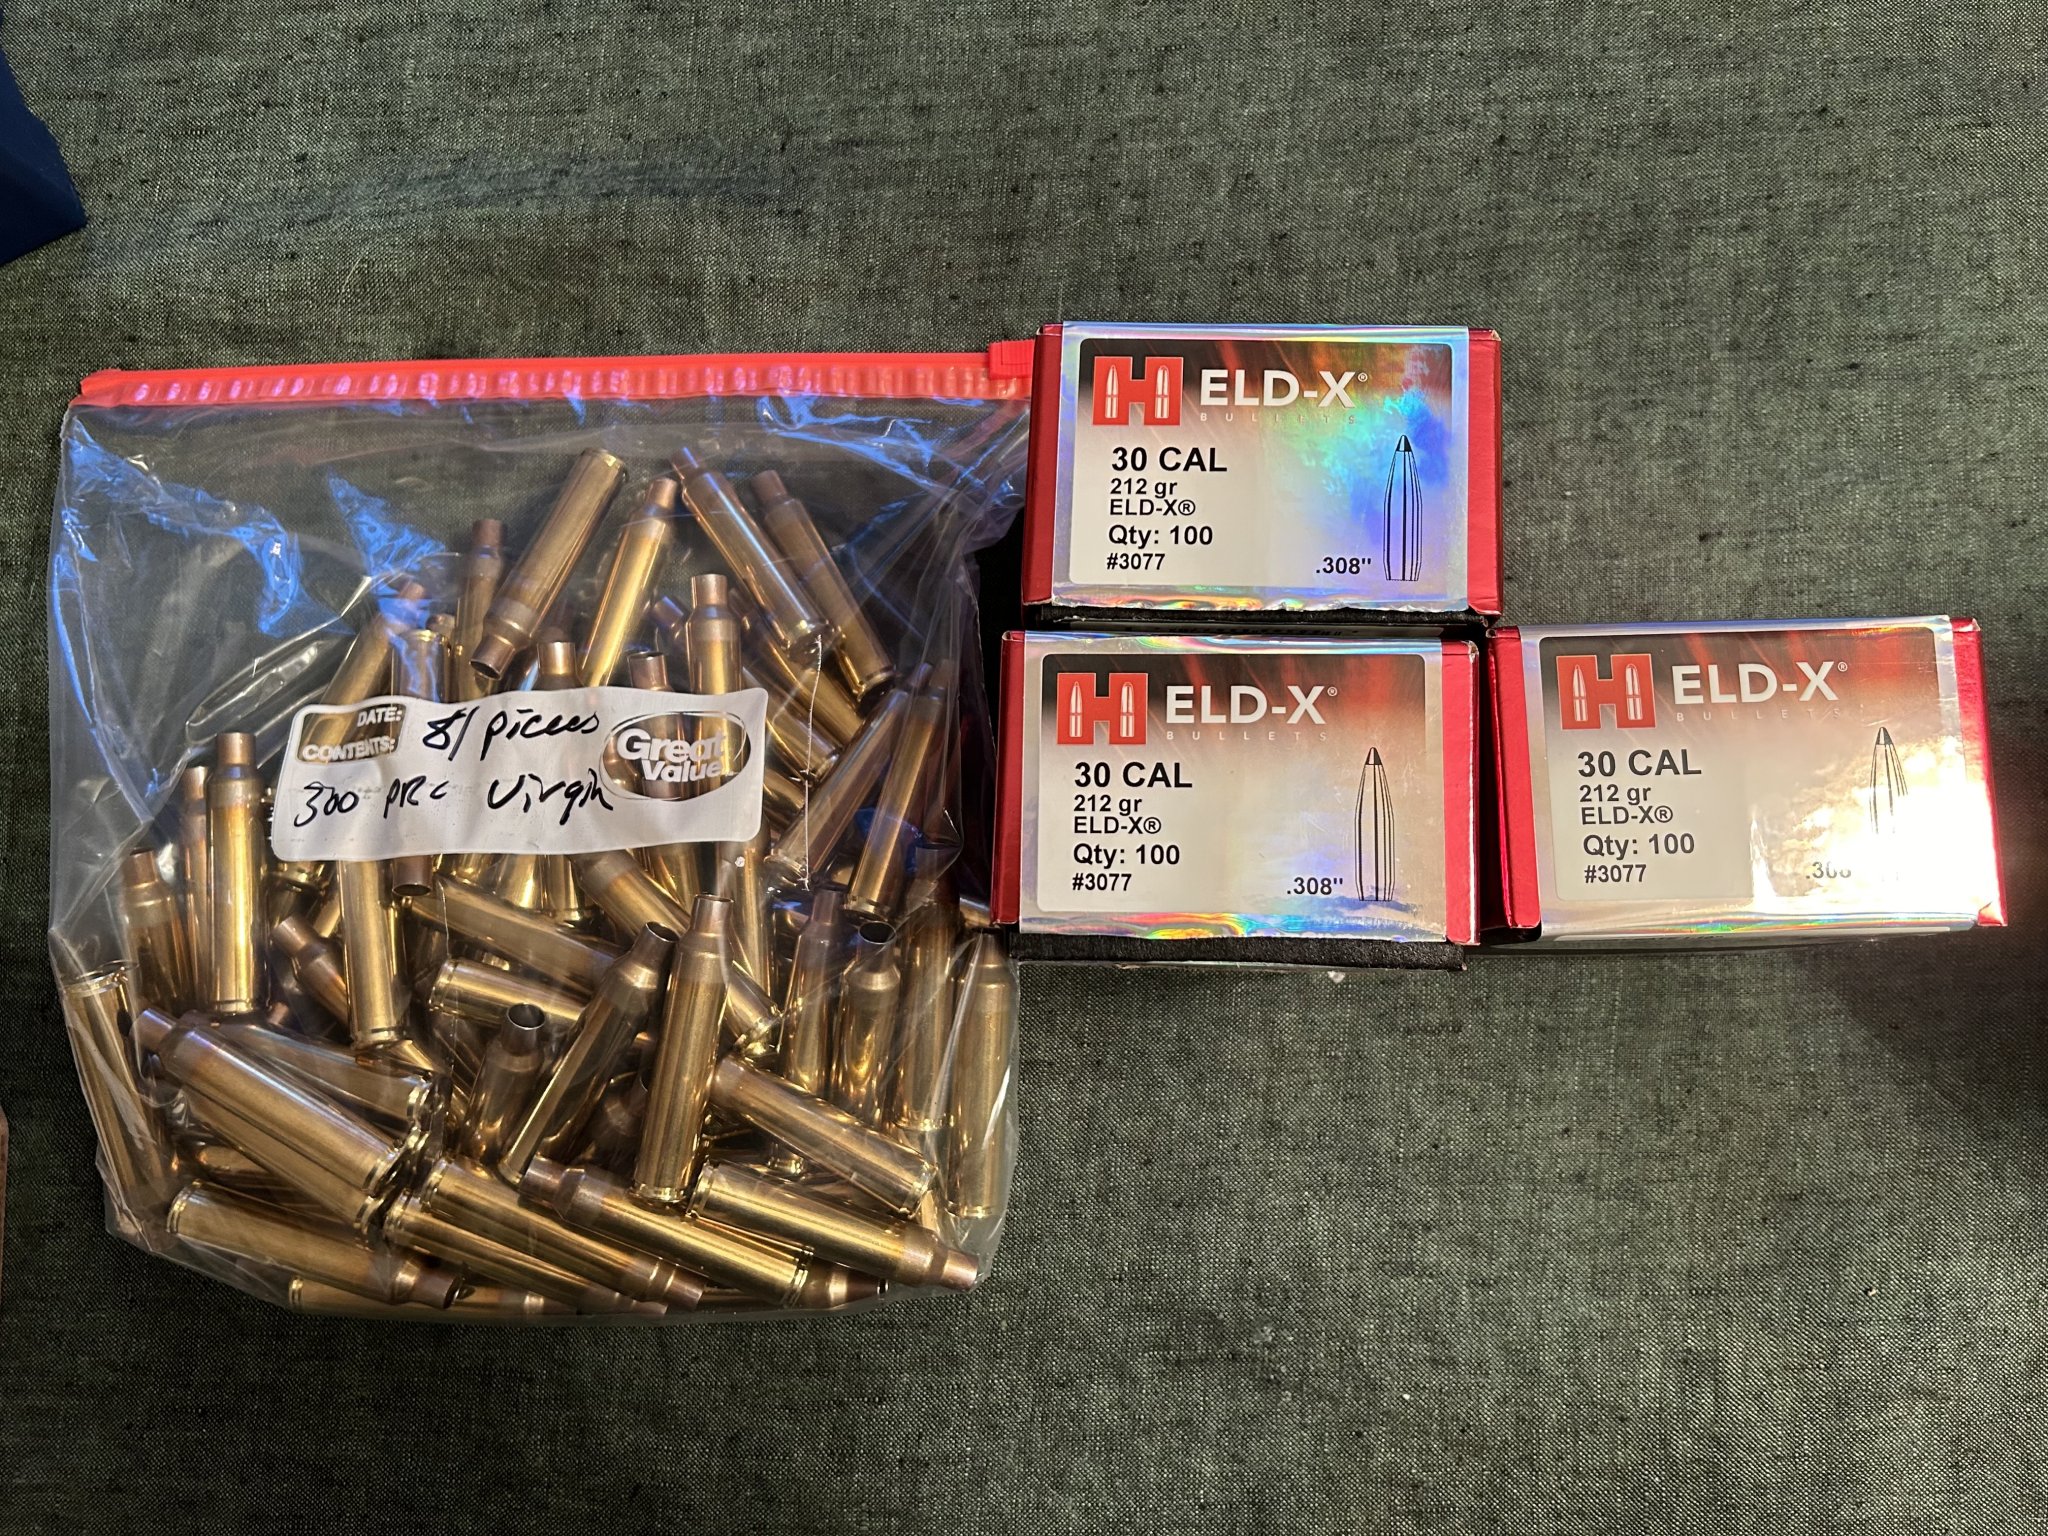 DATE:
CONTENTS:
81 pieces
300 PRC Virgin
Great
Value
ELD-X®
BULLETS
30 CAL
212 gr
ELD-X®
Qty: 100
#3077
.308"
ELD-X®
BULLETS
30 CAL
212 gr
ELD-X®
Qty: 100
#3077
.308"
ELD-X®
BULLETS
30 CAL
212 gr
ELD-X®
Qty: 100
#3077